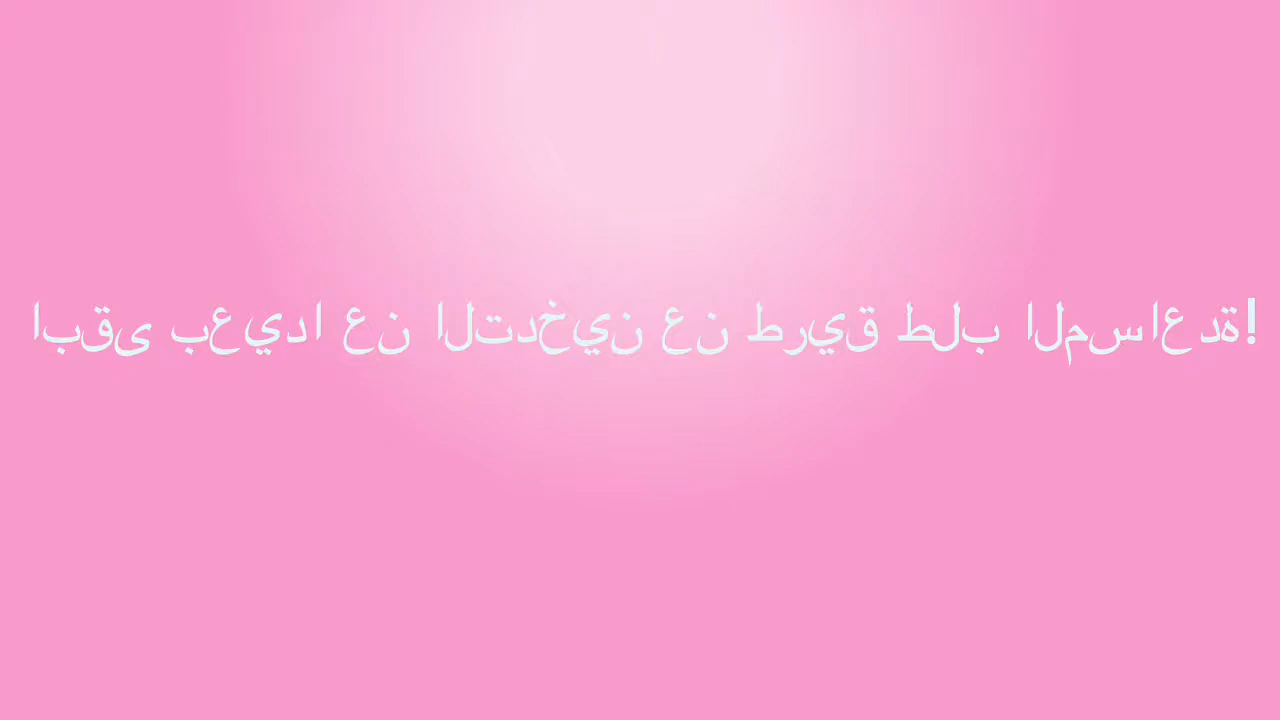 ابقى بعيدا عن التدخين عن طريق طلب المساعدة!